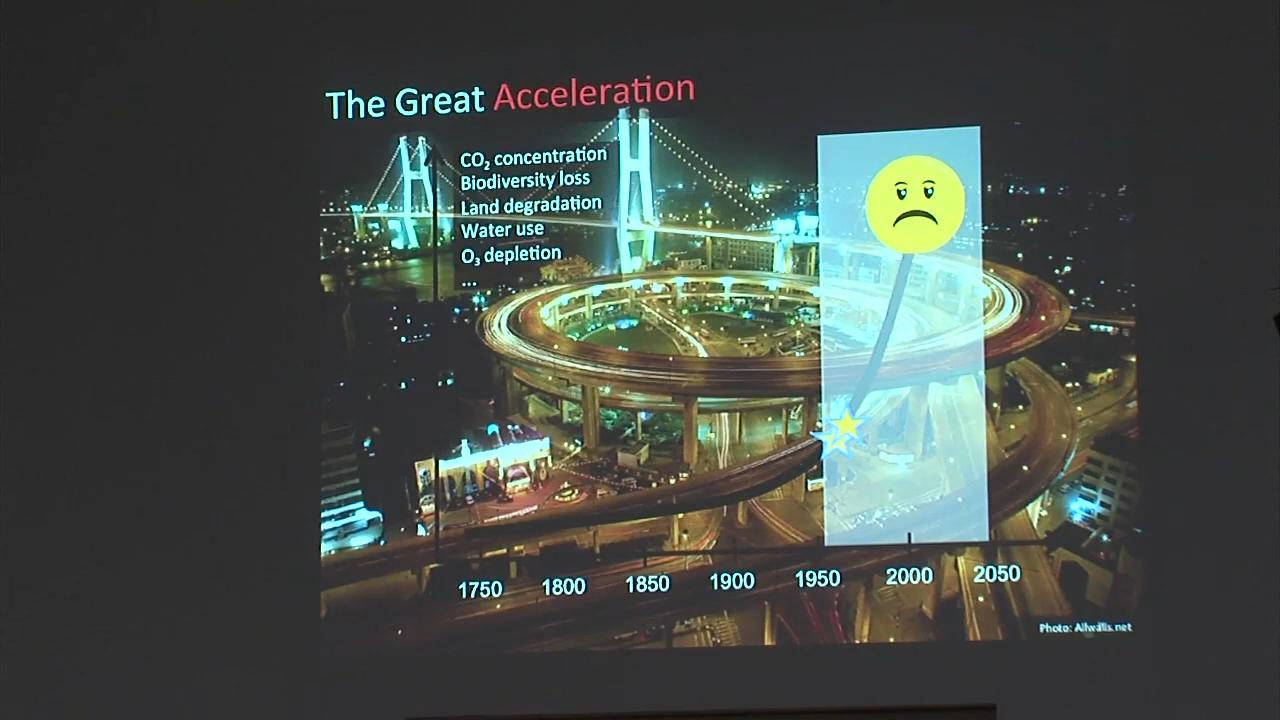 The Great Acceleration
CO₂ concentration
Biodiversity loss
Land degradation
Water use
O₃ depletion
...
1750 1800 1850 1900 1950 2000 2050
Photo: Allwalls.net